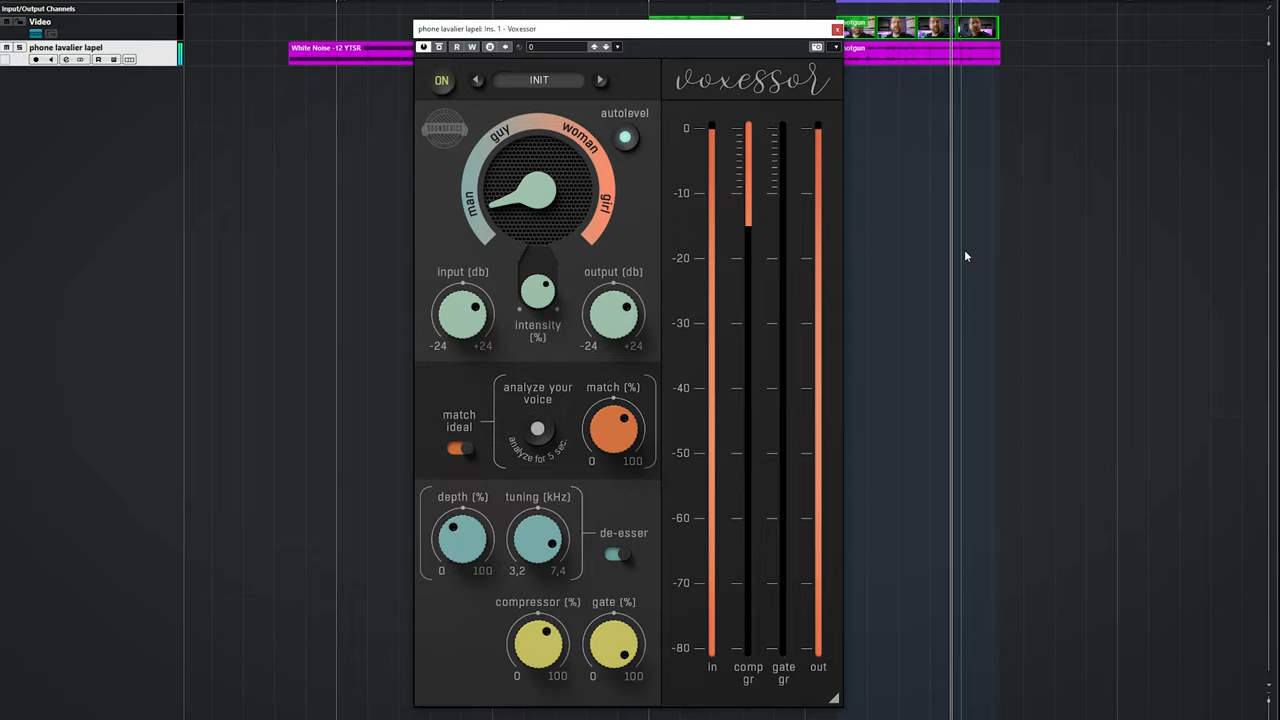 Input/Output Channels
Video
phone lavalier lapel
White Noise -12 YTSR
phone lavalier lapel: Ins. 1 - Voxessor
R W
0
ON
INIT
voxessor
SOUNDEVICE
man
guy
woman
girl
autolevel
input (db)
-24 +24
intensity
(%)
output (db)
-24 +24
match
ideal
analyze your
voice
analyze for 5 sec.
match (%)
0 100
depth (%)
0 100
tuning (kHz)
3,2 7,4
de-esser
compressor (%)
0 100
gate (%)
0 100
0
-10
-20
-30
-40
-50
-60
-70
-80
in
comp
gr
gate
gr
out